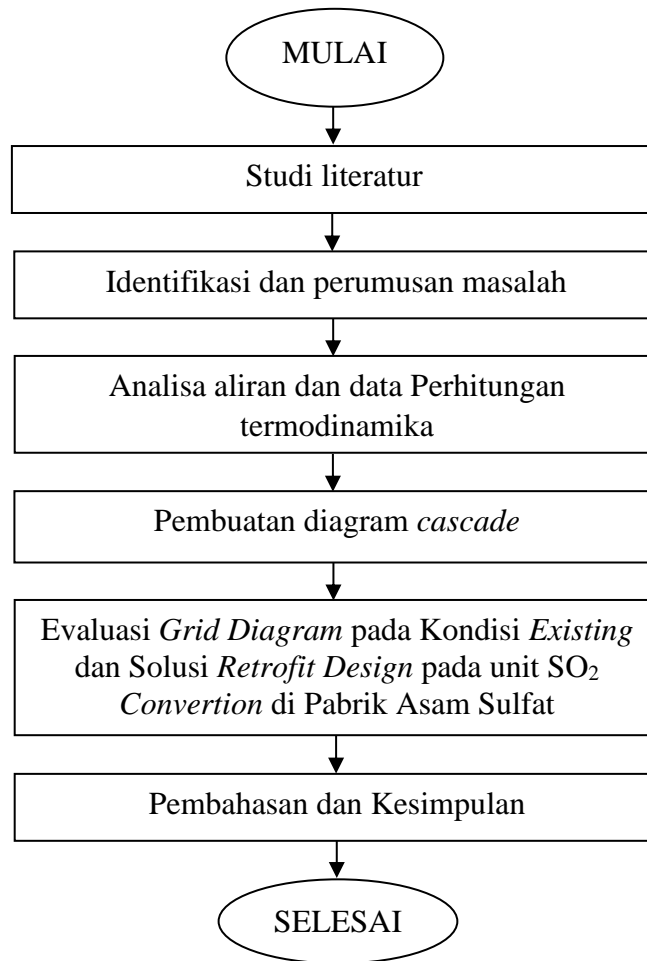 MULAI
Studi literatur
Identifikasi dan perumusan masalah
Analisa aliran dan data Perhitungan
termodinamika
Pembuatan diagram cascade
Evaluasi Grid Diagram pada Kondisi Existing
dan Solusi Retrofit Design pada unit SO₂
Convertion di Pabrik Asam Sulfat
Pembahasan dan Kesimpulan
SELESAI